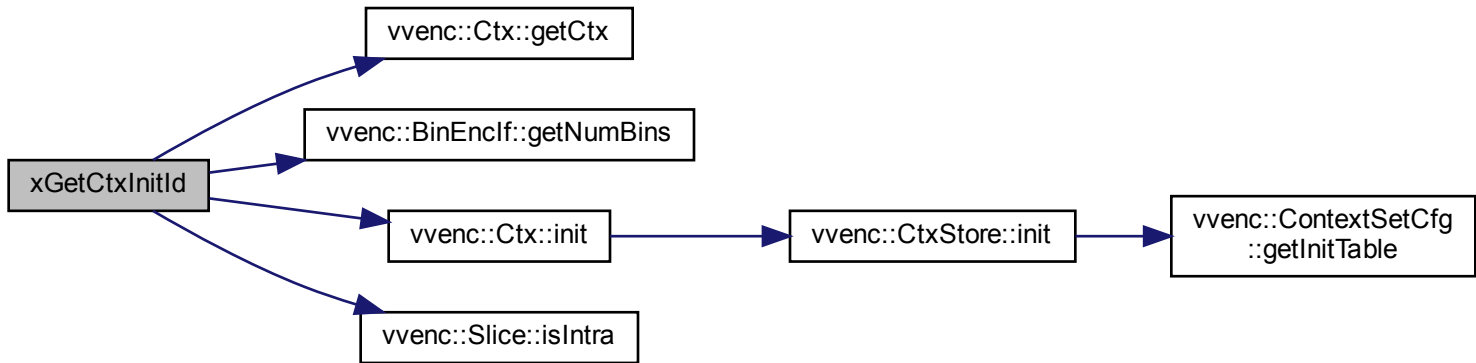 vvenc::Ctx::getCtx
vvenc::BinEncIf::getNumBins
xGetCtxInitId
vvenc::Ctx::init
vvenc::CtxStore::init
vvenc::ContextSetCfg
::getInitTable
vvenc::Slice::isIntra